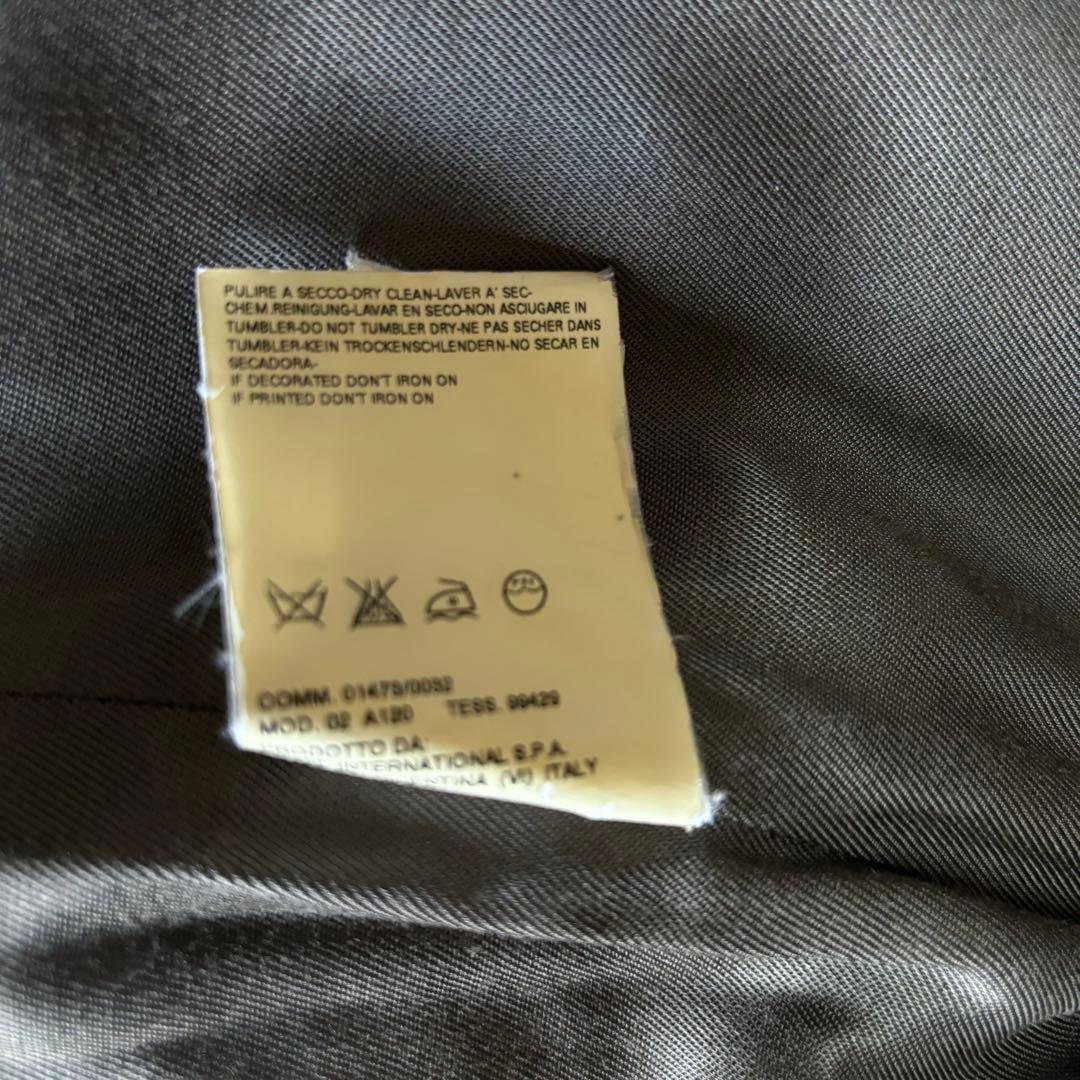 PULIRE A SECCO-DRY CLEAN-LAVER A' SEC-
CHEM.REINIGUNG-LAVAR EN SECO-NON ASCIUGARE IN
TUMBLER-DO NOT TUMBLER DRY-NE PAS SECHER DANS
TUMBLER-KEIN TROCKENSCHLENDERN-NO SECAR EN
SECADORA-
IF DECORATED DON'T IRON ON
IF PRINTED DON'T IRON ON
COMM. 01475/0032
MOD. 02 A120 TESS. 99429
PRODOTTO DA:
INTERNATIONAL S.P.A.
(VI) ITALY